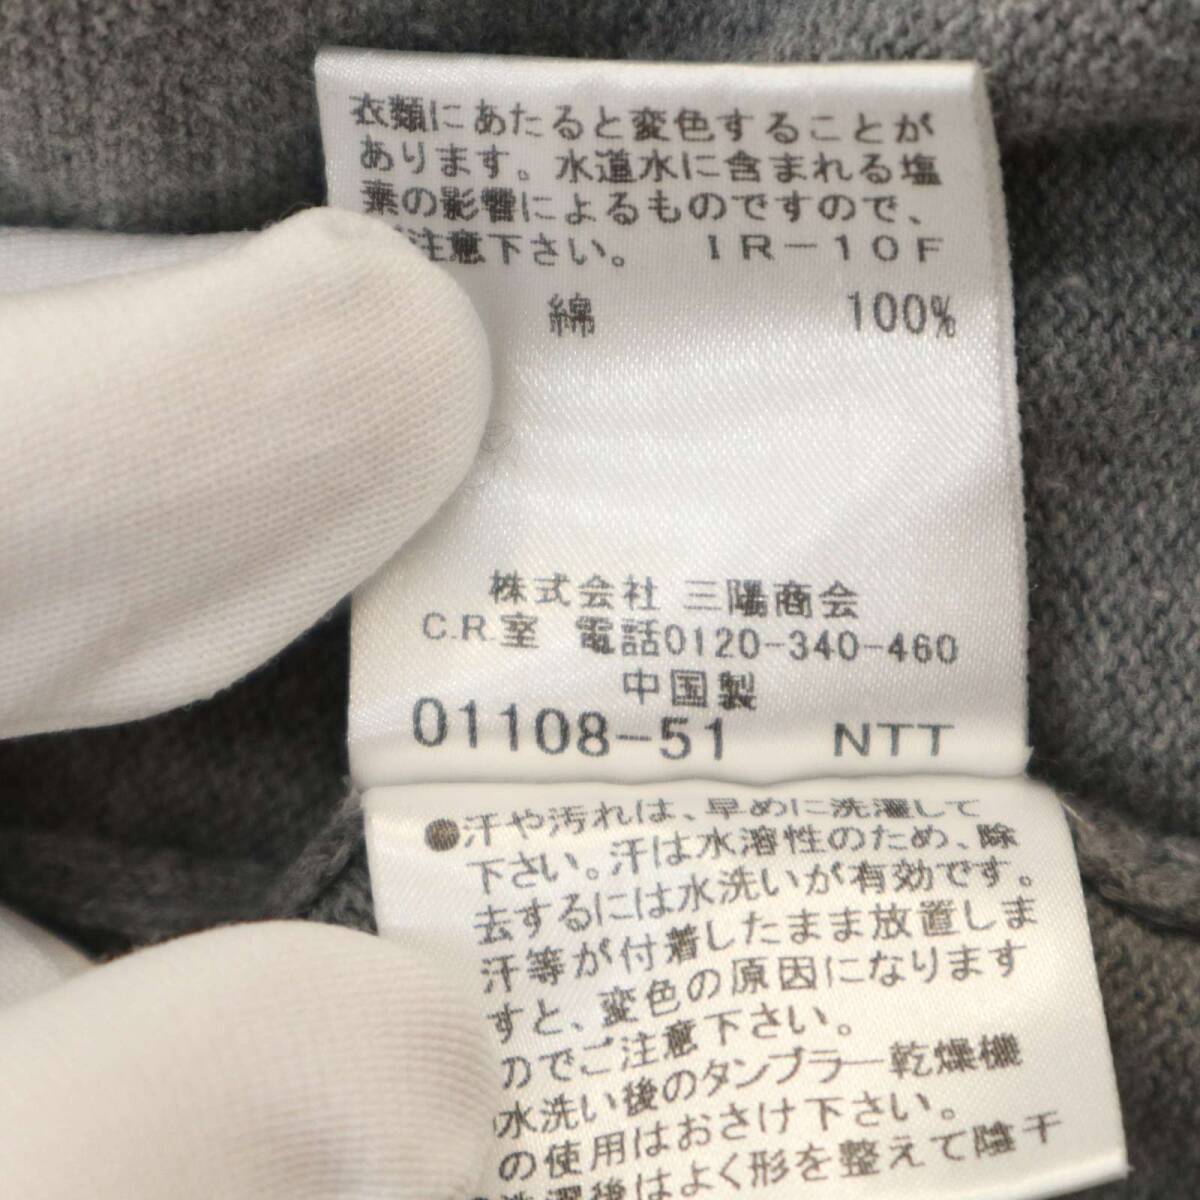 衣類にあたると変色することが
あります。水道水に含まれる塩
素の影響によるものですので、
ご注意下さい。 IR-10F
綿 100%
株式会社 三陽商会
C.R.室 電話0120-340-460
中国製
01108-51 NTT
●汗や汚れは、早めに洗濯して
下さい。汗は水溶性のため、除
去するには水洗いが有効です。
汗等が付着したまま放置しま
すと、変色の原因になります
のでご注意下さい。
水洗い後のタンブラー乾燥機
の使用はおさけ下さい。
洗濯後はよく形を整えて陰干